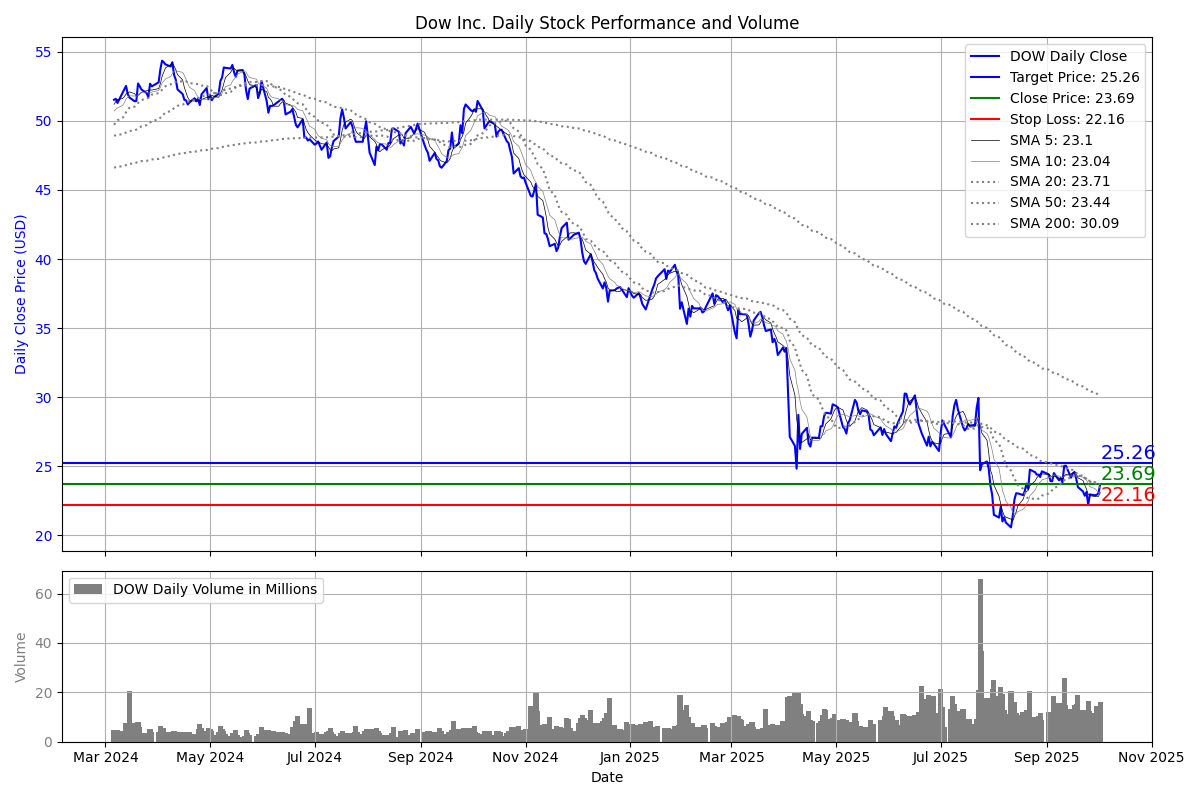 Dow Inc. Daily Stock Performance and Volume
Daily Close Price (USD)
55
50
45
40
35
30
25
20
DOW Daily Close
Target Price: 25.26
Close Price: 23.69
Stop Loss: 22.16
SMA 5: 23.1
SMA 10: 23.04
SMA 20: 23.71
SMA 50: 23.44
SMA 200: 30.09
25.26
23.69
22.16
Volume
60
40
20
0
DOW Daily Volume in Millions
Mar 2024 May 2024 Jul 2024 Sep 2024 Nov 2024 Jan 2025 Mar 2025 May 2025 Jul 2025 Sep 2025 Nov 2025
Date